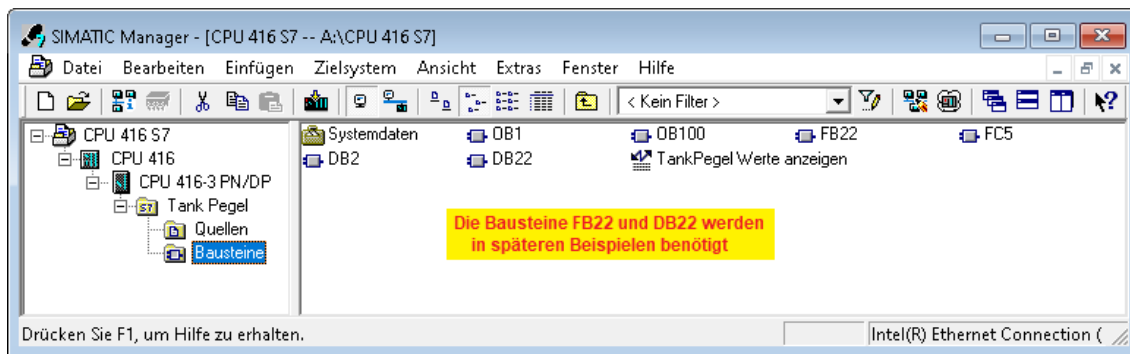 SIMATIC Manager - [CPU 416 S7 -- A:\CPU 416 S7]
Datei Bearbeiten Einfügen Zielsystem Ansicht Extras Fenster Hilfe
< Kein Filter >
CPU 416 S7
CPU 416
CPU 416-3 PN/DP
S7 Tank Pegel
Quellen
Bausteine
Systemdaten OB1 OB100 FB22 FC5
DB2 DB22 TankPegel Werte anzeigen
Die Bausteine FB22 und DB22 werden
in späteren Beispielen benötigt
Drücken Sie F1, um Hilfe zu erhalten. Intel(R) Ethernet Connection (